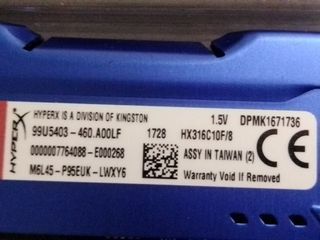 HYPERX
HYPERX IS A DIVISION OF KINGSTON
1.5V DPMK1671736
99U5403-460.A00LF 1728 HX316C10F/8
0000007764088-E000268 ASSY IN TAIWAN (2)
M6L45-P95EUK-LWXY6 Warranty Void If Removed